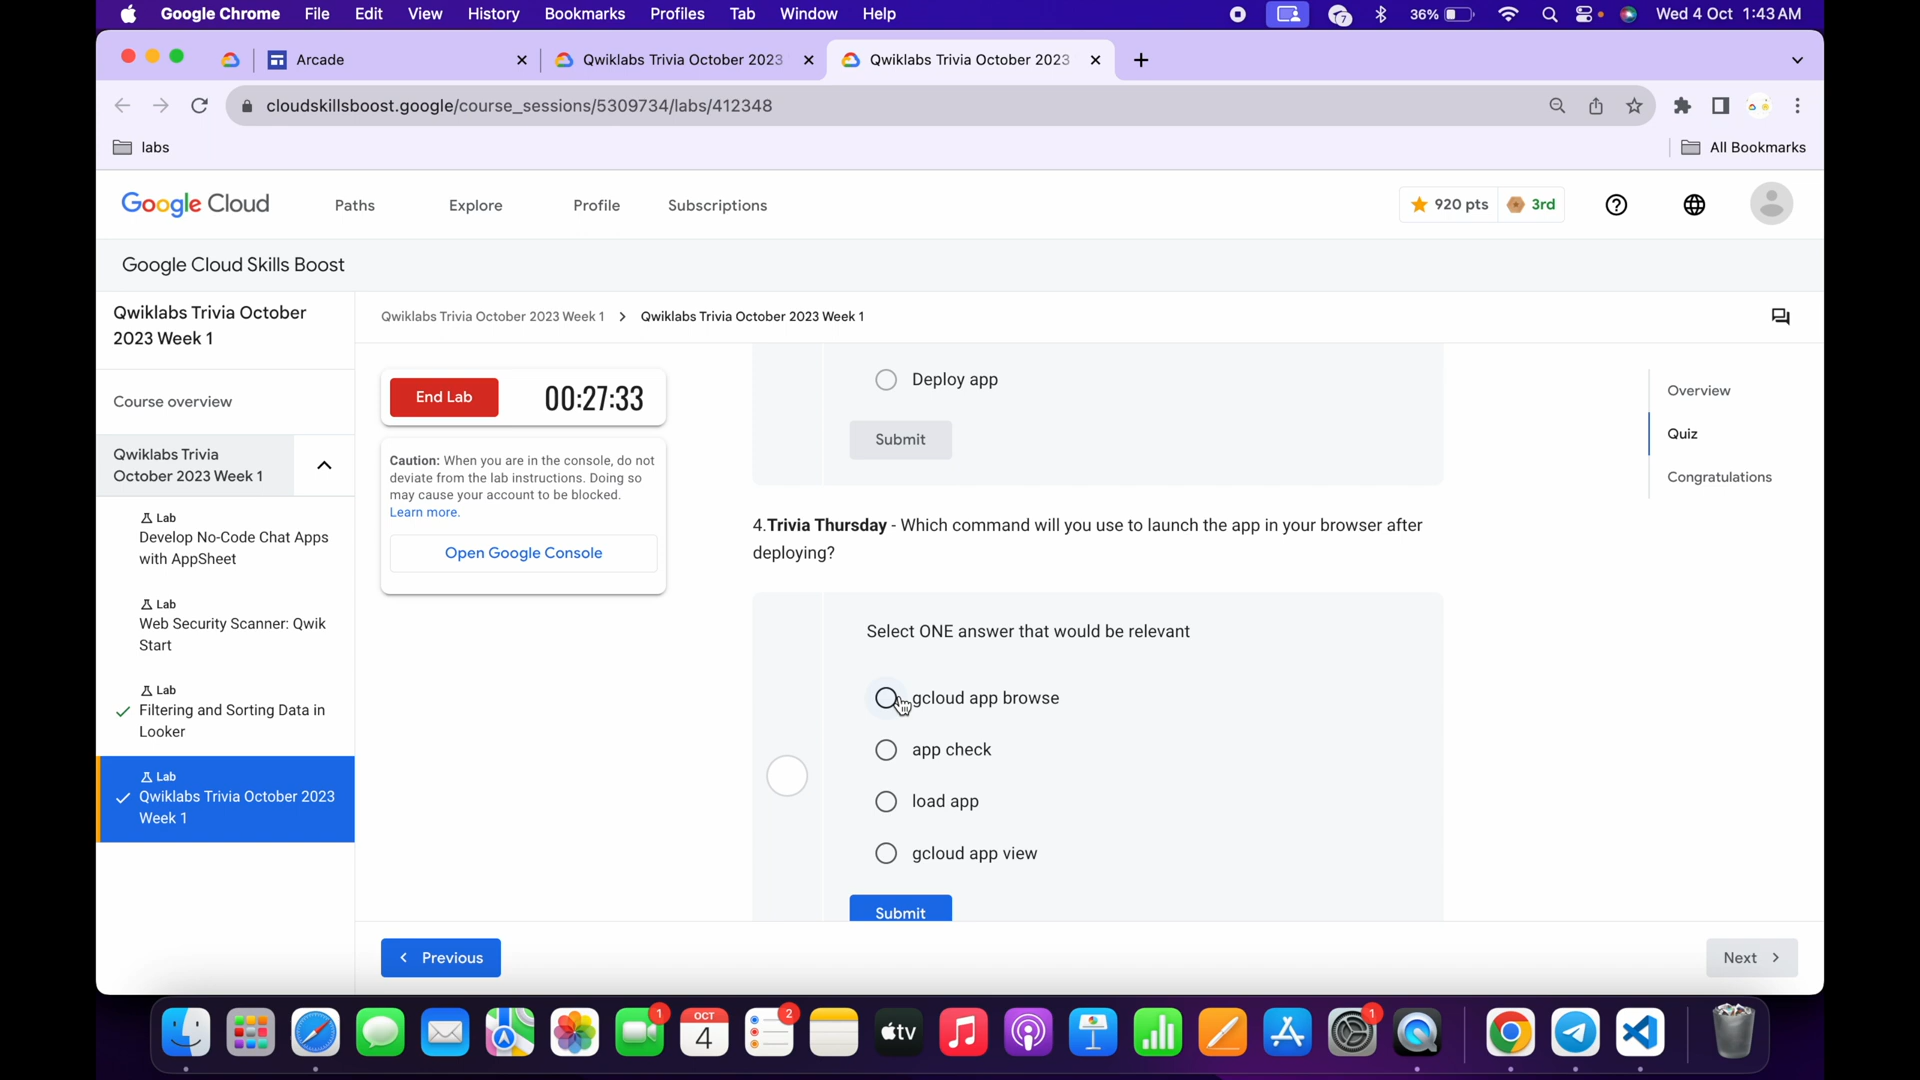 Google Chrome File Edit View History Bookmarks Profiles Tab Window Help 7 36% Wed 4 Oct 1:43 AM
Arcade Qwiklabs Trivia October 2023 Qwiklabs Trivia October 2023
cloudskillsboost.google/course_sessions/5309734/labs/412348
labs All Bookmarks
Google Cloud Paths Explore Profile Subscriptions 920 pts 3rd
Google Cloud Skills Boost
Qwiklabs Trivia October
2023 Week 1
Course overview
Qwiklabs Trivia
October 2023 Week 1
Lab
Develop No-Code Chat Apps
with AppSheet
Lab
Web Security Scanner: Qwik
Start
Lab
Filtering and Sorting Data in
Looker
Lab
Qwiklabs Trivia October 2023
Week 1
Qwiklabs Trivia October 2023 Week 1 > Qwiklabs Trivia October 2023 Week 1
End Lab 00:27:33
Caution: When you are in the console, do not
deviate from the lab instructions. Doing so
may cause your account to be blocked.
Learn more.
Open Google Console
Deploy app
Submit
4.Trivia Thursday - Which command will you use to launch the app in your browser after
deploying?
Select ONE answer that would be relevant
gcloud app browse
app check
load app
gcloud app view
Submit
Overview
Quiz
Congratulations
Previous
Next
1
OCT
4
2
tv
1